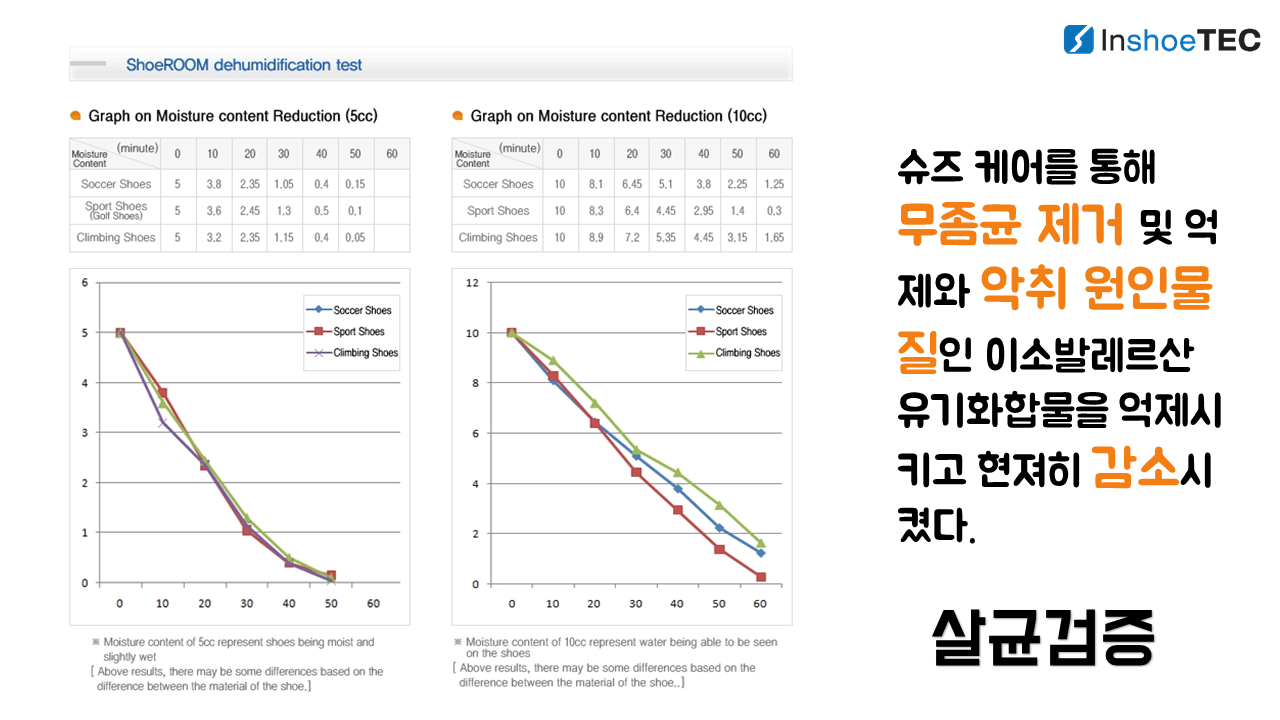 InshoeTEC
ShoeROOM dehumidification test
Graph on Moisture content Reduction (5cc)
(minute) Moisture Content 0 10 20 30 40 50 60
Soccer Shoes 5 3.8 2.35 1.05 0.4 0.15
Sport Shoes (Golf Shoes) 5 3.6 2.45 1.3 0.5 0.1
Climbing Shoes 5 3.2 2.35 1.15 0.4 0.05
6
5
4
3
2
1
0
0 10 20 30 40 50 60
Soccer Shoes
Sport Shoes
Climbing Shoes
※ Moisture content of 5cc represent shoes being moist and
slightly wet
[ Above results, there may be some differences based on the
difference between the material of the shoe.]
Graph on Moisture content Reduction (10cc)
(minute) Moisture Content 0 10 20 30 40 50 60
Soccer Shoes 10 8.1 6.45 5.1 3.8 2.25 1.25
Sport Shoes 10 8.3 6.4 4.45 2.95 1.4 0.3
Climbing Shoes 10 8.9 7.2 5.35 4.45 3.15 1.65
12
10
8
6
4
2
0
0 10 20 30 40 50 60
Soccer Shoes
Sport Shoes
Climbing Shoes
※ Moisture content of 10cc represent water being able to be seen
on the shoes
[ Above results, there may be some differences based on the
difference between the material of the shoe..]
슈즈 케어를 통해
무좀균 제거 및 억
제와 악취 원인물
질인 이소발레르산
유기화합물을 억제시
키고 현져히 감소시
켰다.
살균검증